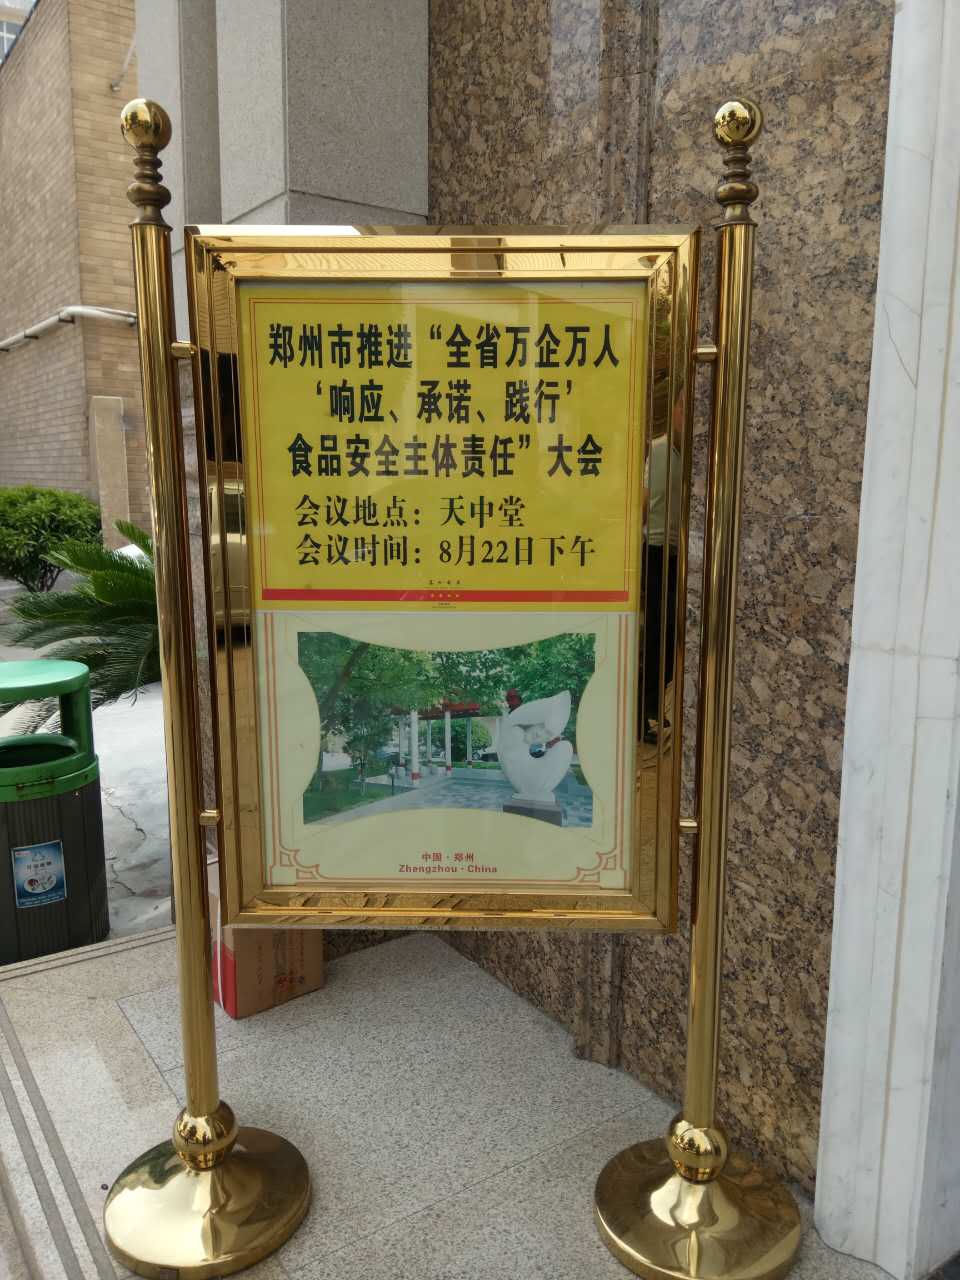 郑州市推进“全省万企万人
‘响应、承诺、践行’
食品安全主体责任”大会
会议地点：天中堂
会议时间：8月22日下午
中国·郑州
Zhengzhou·China